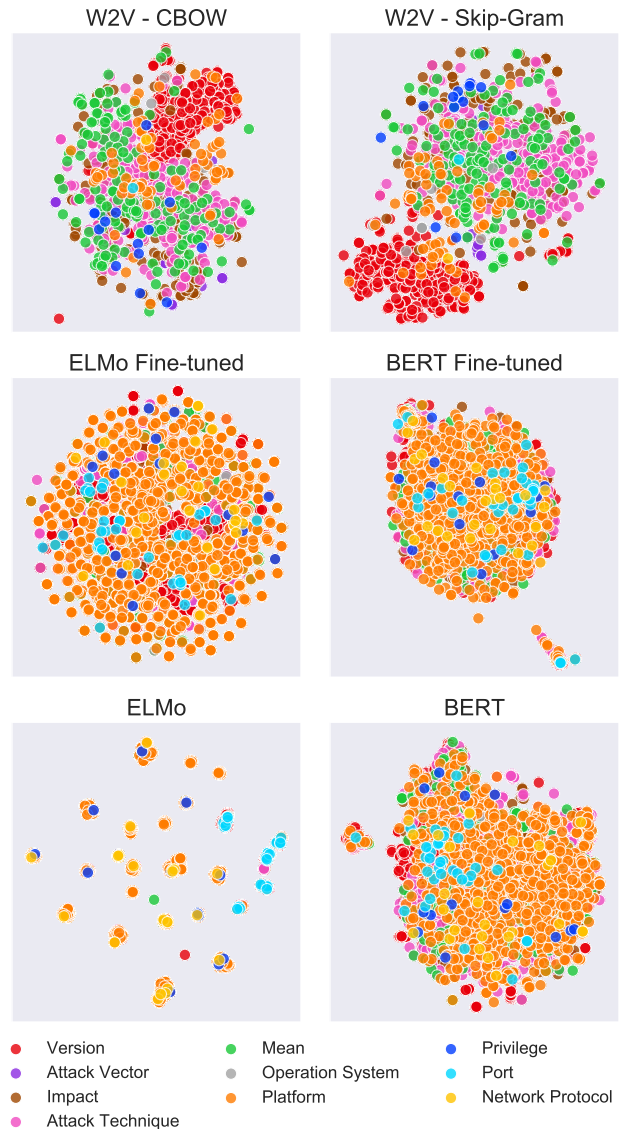 W2V - CBOW
W2V - Skip-Gram
ELMo Fine-tuned
BERT Fine-tuned
ELMo
BERT
Version
Mean
Privilege
Attack Vector
Operation System
Port
Impact
Platform
Network Protocol
Attack Technique